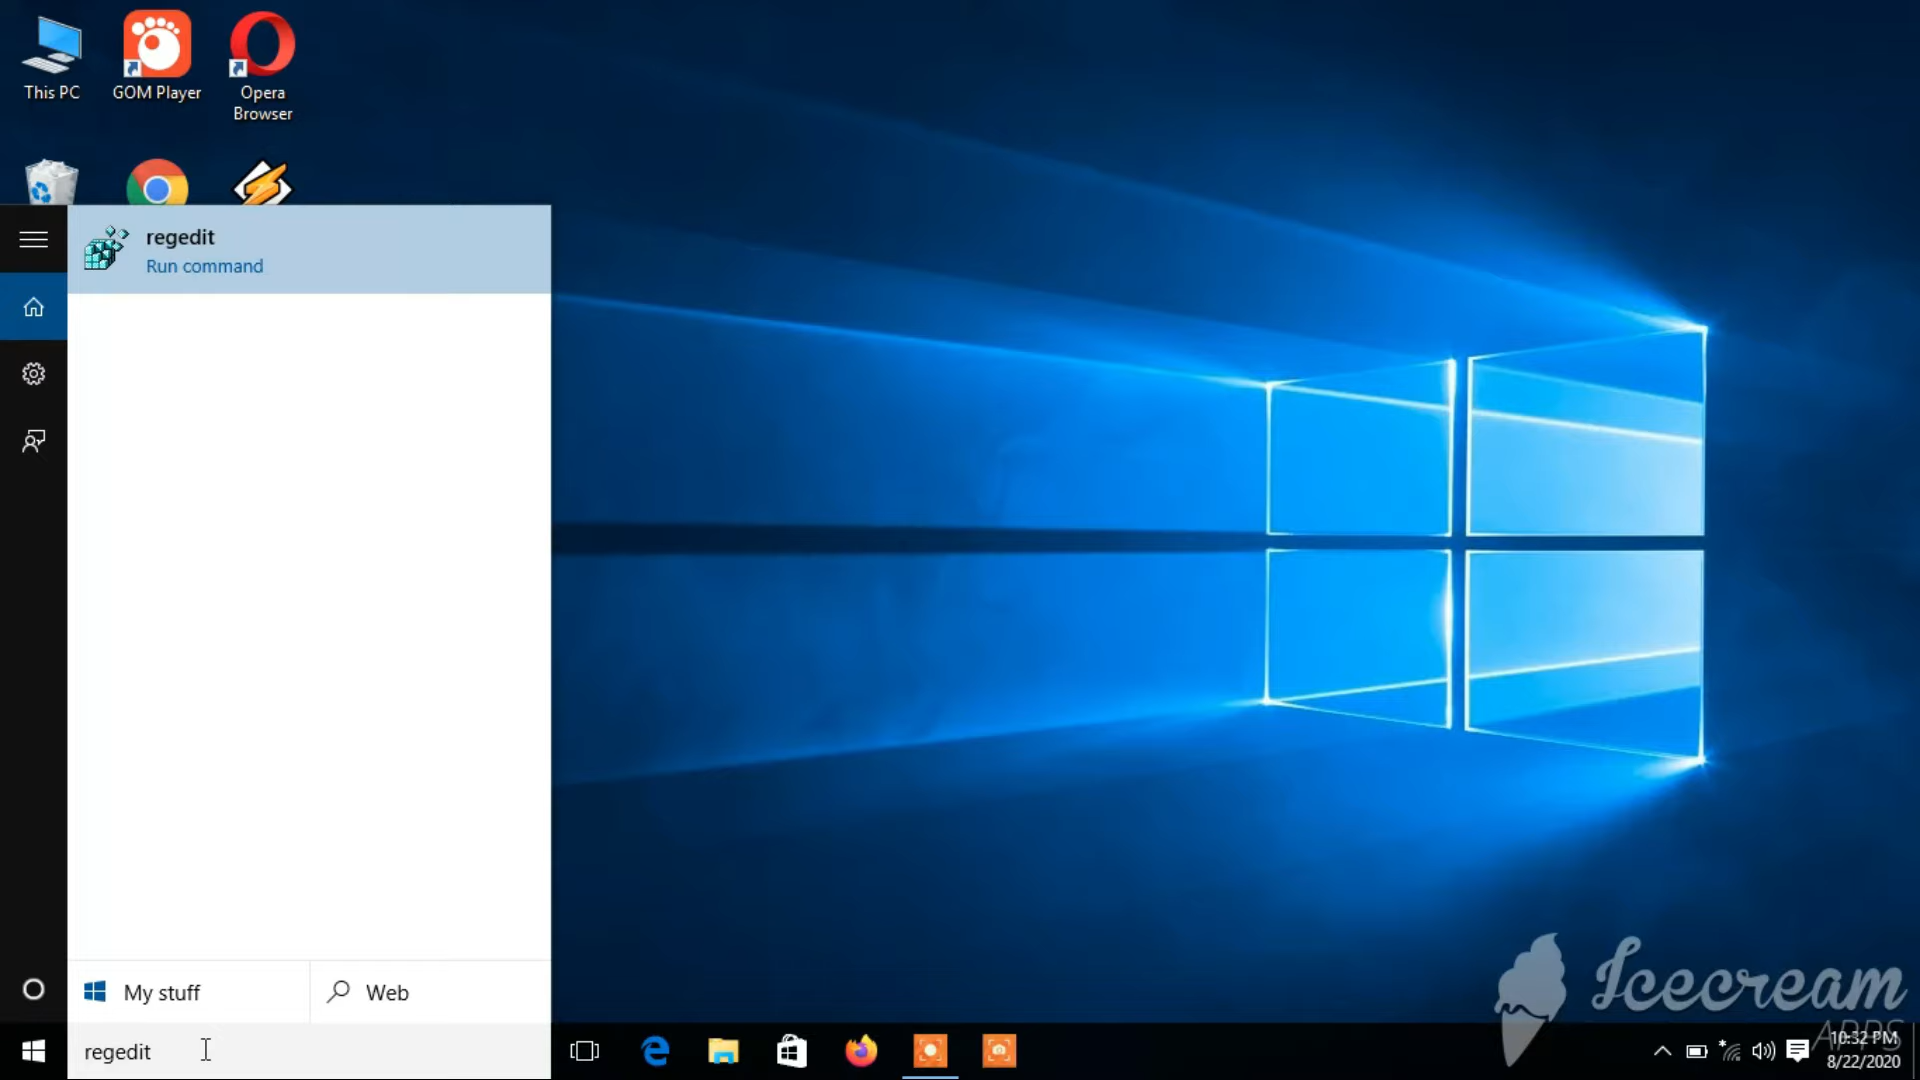 This PC
GOM Player
Opera
Browser
regedit
Run command
My stuff
Web
regedit
Icecream
APPS
10:32 PM
8/22/2020